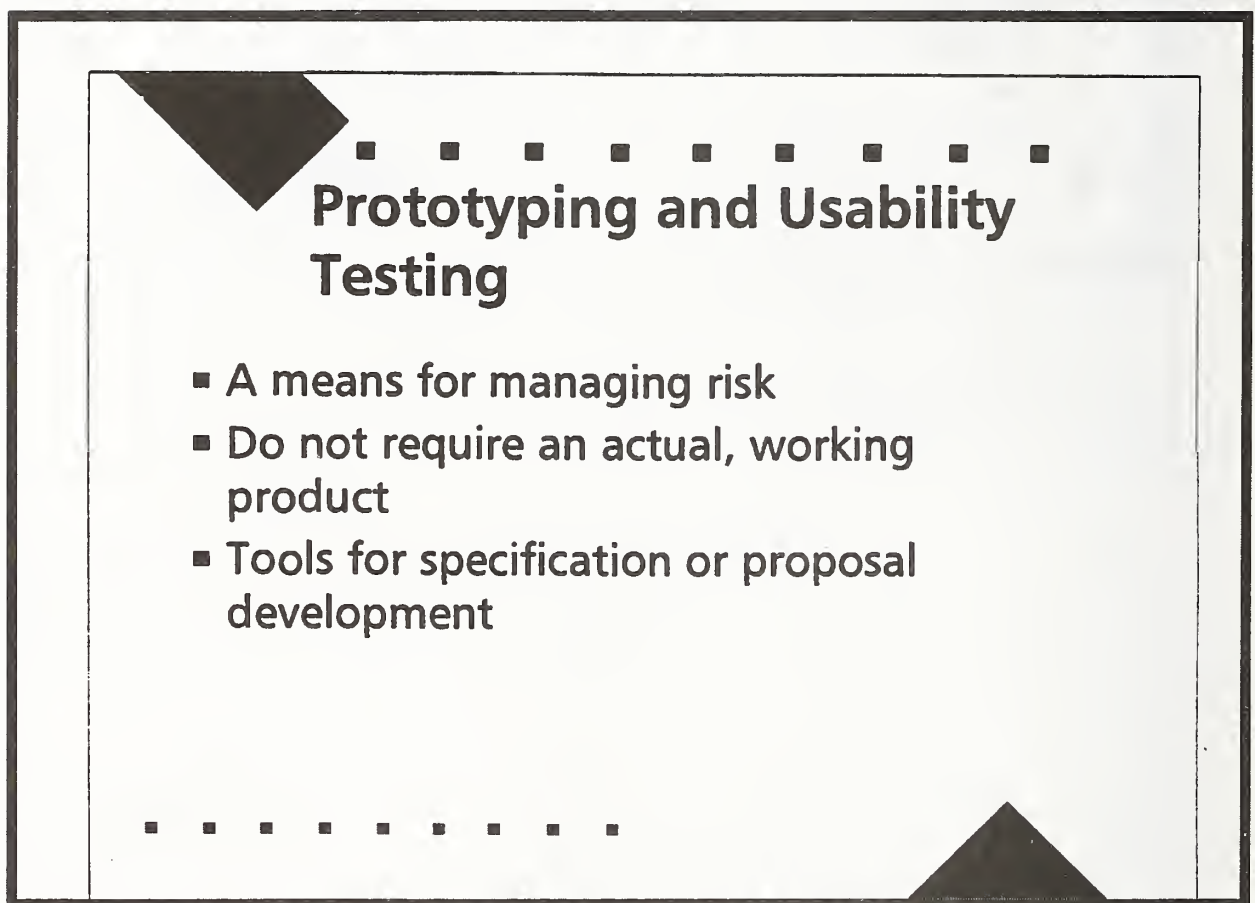 Prototyping and Usability
Testing
▪ A means for managing risk
▪ Do not require an actual, working
product
▪ Tools for specification or proposal
development